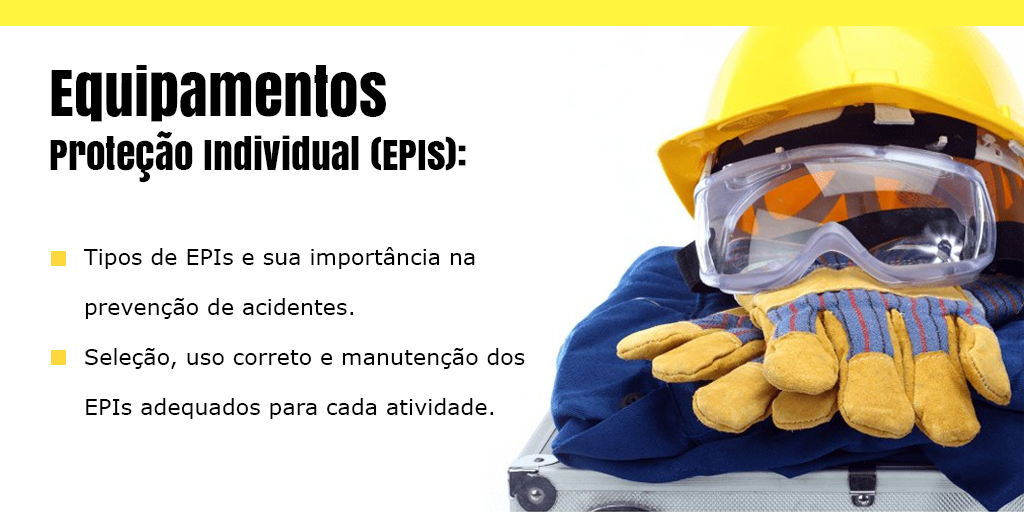 Equipamentos
Proteção Individual (EPIs):
Tipos de EPIs e sua importância na
prevenção de acidentes.
Seleção, uso correto e manutenção dos
EPIs adequados para cada atividade.